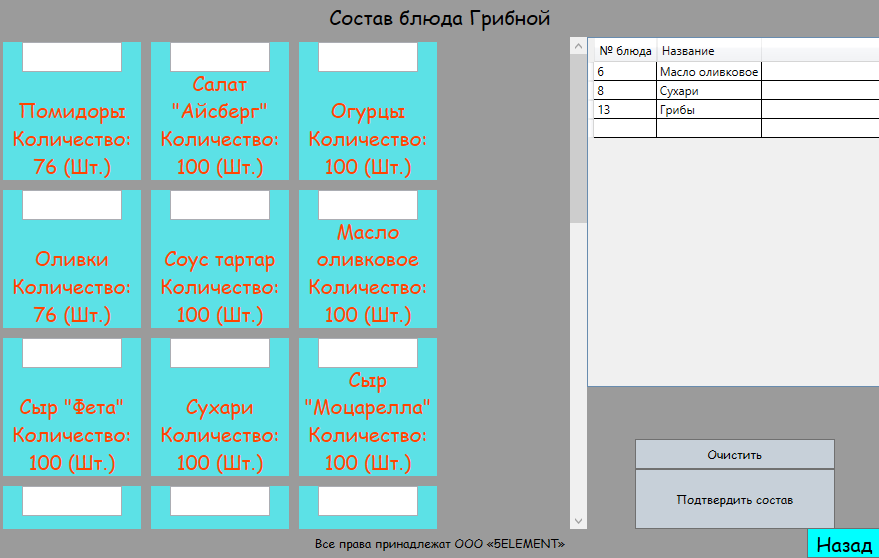 Состав блюда Грибной
Помидоры
Количество:
76 (Шт.)
Салат
"Айсберг"
Количество:
100 (Шт.)
Огурцы
Количество:
100 (Шт.)
Оливки
Количество:
76 (Шт.)
Соус тартар
Количество:
100 (Шт.)
Масло
оливковое
Количество:
100 (Шт.)
Сыр "Фета"
Количество:
100 (Шт.)
Сухари
Количество:
100 (Шт.)
Сыр
"Моцарелла"
Количество:
100 (Шт.)
№ блюда Название
6 Масло оливковое
8 Сухари
13 Грибы
Очистить
Подтвердить состав
Все права принадлежат ООО «5ELEMENT»
Назад